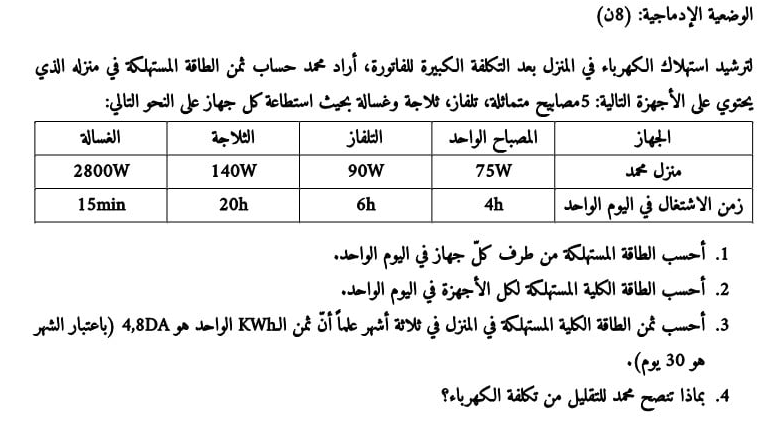 الوضعية الإدماجية: (8ن)
لترشيد استهلاك الكهرباء في المنزل بعد التكلفة الكبيرة للفاتورة، أراد محمد حساب ثمن الطاقة المستهلكة في منزله الذي
يحتوي على الأجهزة التالية: 5مصابيح متماثلة، تلفاز، ثلاجة وغسالة بحيث استطاعة كل جهاز على النحو التالي:
الجهاز المصباح الواحد التلفاز الثلاجة الغسالة
منزل محمد 75W 90W 140W 2800W
زمن الاشتغال في اليوم الواحد 4h 6h 20h 15min
1. أحسب الطاقة المستهلكة من طرف كلّ جهاز في اليوم الواحد.
2. أحسب الطاقة الكلية المستهلكة لكل الأجهزة في اليوم الواحد.
3. أحسب ثمن الطاقة الكلية المستهلكة في المنزل في ثلاثة أشهر علماً أنّ ثمن الـKWh الواحد هو 4,8DA (باعتبار الشهر
هو 30 يوم).
4. بماذا تنصح محمد للتقليل من تكلفة الكهرباء؟